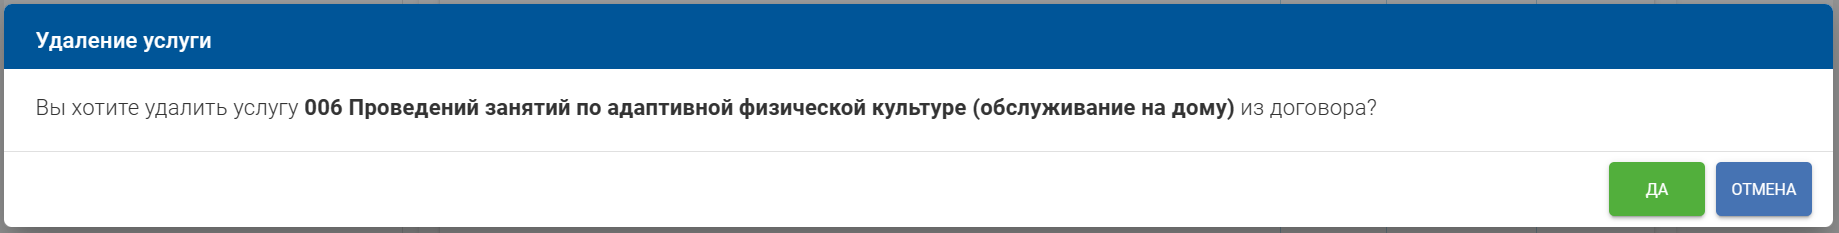 Удаление услуги
Вы хотите удалить услугу 006 Проведений занятий по адаптивной физической культуре (обслуживание на дому) из договора?
ДА
ОТМЕНА